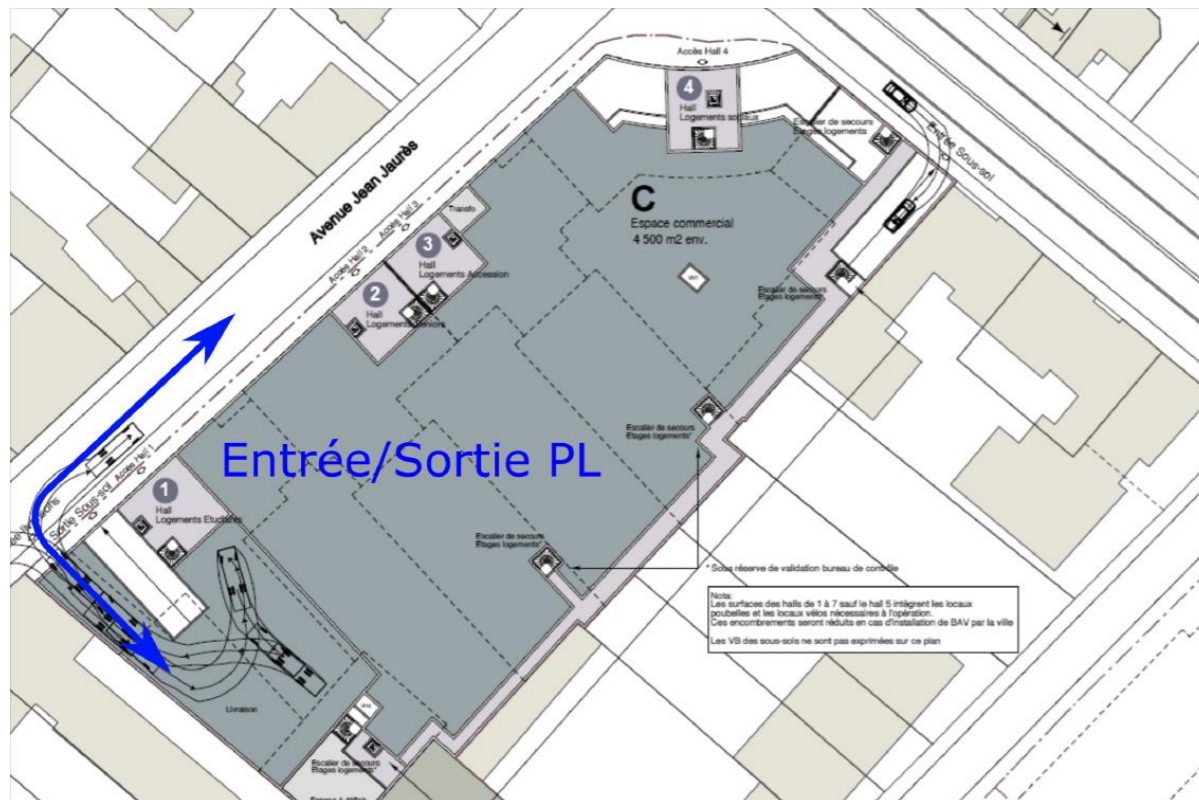 Accès Hall 4
4
Hall
Logements sociaux
Escalier de secours
Etages logements
Entrée Sous-sol
Avenue Jean Jaurès
C
Espace commercial
4 500 m2 env.
Transfo
Accès Hall 3
3
Hall
Logements Accession
Accès Hall 2
2
Hall
Logements Séniors
Escalier de secours
Etages logements*
Escalier de secours
Etages logements*
Entrée/Sortie PL
Accès Hall 1
Sortie Sous-sol
1
Hall
Logements Etudiants
Escalier de secours
Etages logements*
* Sous réserve de validation bureau de contrôle
Nota:
Les surfaces des halls de 1 à 7 sauf le hall 5 intègrent les locaux
poubelles et les locaux vélos nécessaires à l'opération.
Ces encombrements seront réduits en cas d'installation de BAV par la ville
Les VB des sous-sols ne sont pas exprimées sur ce plan
Livraison
Escalier de secours
Etages logements*